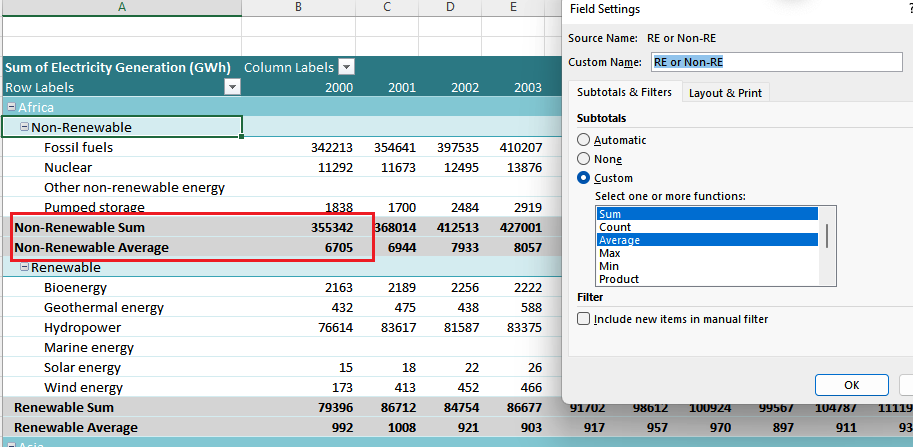 A B C D E
Sum of Electricity Generation (GWh) Column Labels
Row Labels 2000 2001 2002 2003
Africa
Non-Renewable
Fossil fuels 342213 354641 397535 410207
Nuclear 11292 11673 12495 13876
Other non-renewable energy
Pumped storage 1838 1700 2484 2919
Non-Renewable Sum 355342 368014 412513 427001
Non-Renewable Average 6705 6944 7933 8057
Renewable
Bioenergy 2163 2189 2256 2222
Geothermal energy 432 475 438 588
Hydropower 76614 83617 81587 83375
Marine energy
Solar energy 15 18 22 26
Wind energy 173 413 452 466
Renewable Sum 79396 86712 84754 86677 91702 98612 100924 99567 104787 11119
Renewable Average 992 1008 921 903 917 957 970 897 911 93
Asia
Field Settings ?
Source Name: RE or Non-RE
Custom Name: RE or Non-RE
Subtotals & Filters Layout & Print
Subtotals
Automatic
None
Custom
Select one or more functions:
Sum
Count
Average
Max
Min
Product
Filter
Include new items in manual filter
OK